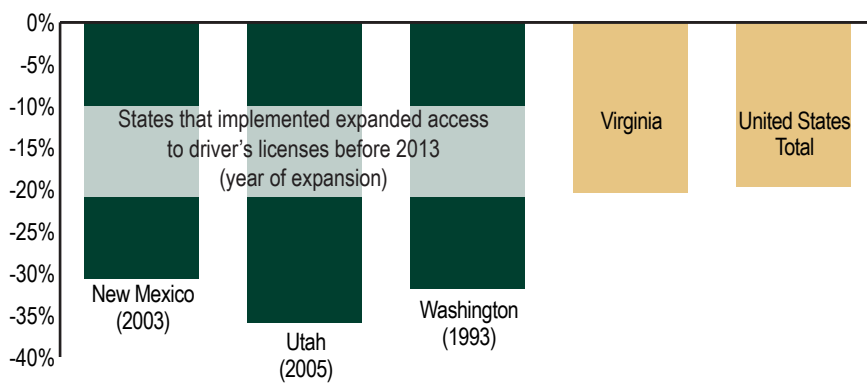 0%
-5%
-10%
-15%
-20%
-25%
-30%
-35%
-40%
States that implemented expanded access
to driver’s licenses before 2013
(year of expansion)
Virginia
United States
Total
New Mexico
(2003)
Utah
(2005)
Washington
(1993)